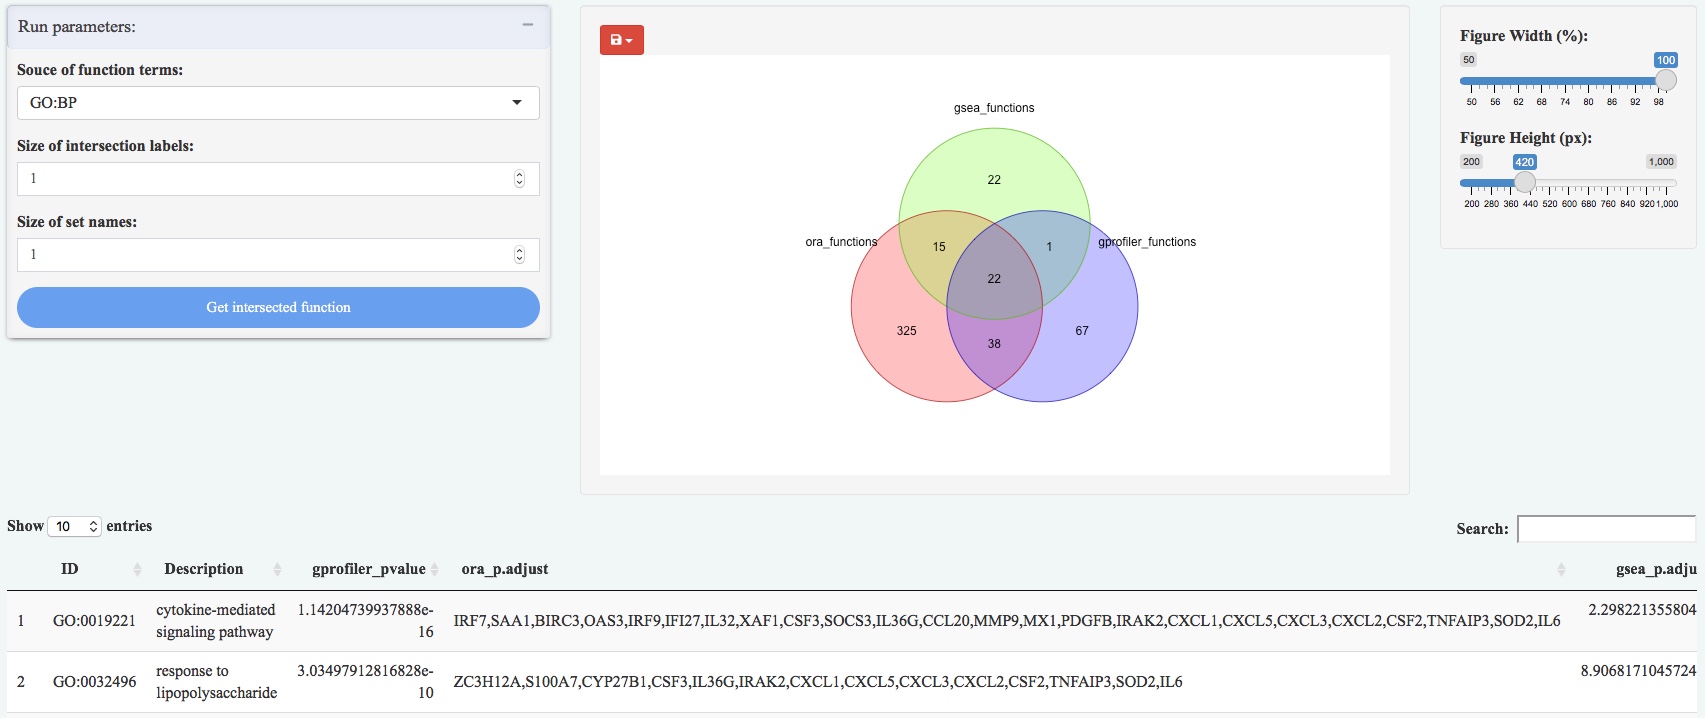 Run parameters:
Souce of function terms:
GO:BP
Size of intersection labels:
1
Size of set names:
1
Get intersected function
gsea_functions
22
ora_functions
15
1
gprofiler_functions
22
325
38
67
Figure Width (%):
50 100
50 56 62 68 74 80 86 92 98
Figure Height (px):
200 420 1,000
200 280 360 440 520 600 680 760 840 920 1,000
Show 10 entries
Search:
ID Description gprofiler_pvalue ora_p.adjust gsea_p.adju
1 GO:0019221 cytokine-mediated 1.14204739937888e- IRF7,SAA1,BIRC3,OAS3,IRF9,IFI27,IL32,XAF1,CSF3,SOCS3,IL36G,CCL20,MMP9,MX1,PDGFB,IRAK2,CXCL1,CXCL5,CXCL3,CXCL2,CSF2,TNFAIP3,SOD2,IL6 2.298221355804
signaling pathway 16
2 GO:0032496 response to 3.03497912816828e- ZC3H12A,S100A7,CYP27B1,CSF3,IL36G,IRAK2,CXCL1,CXCL5,CXCL3,CXCL2,CSF2,TNFAIP3,SOD2,IL6 8.9068171045724
lipopolysaccharide 10